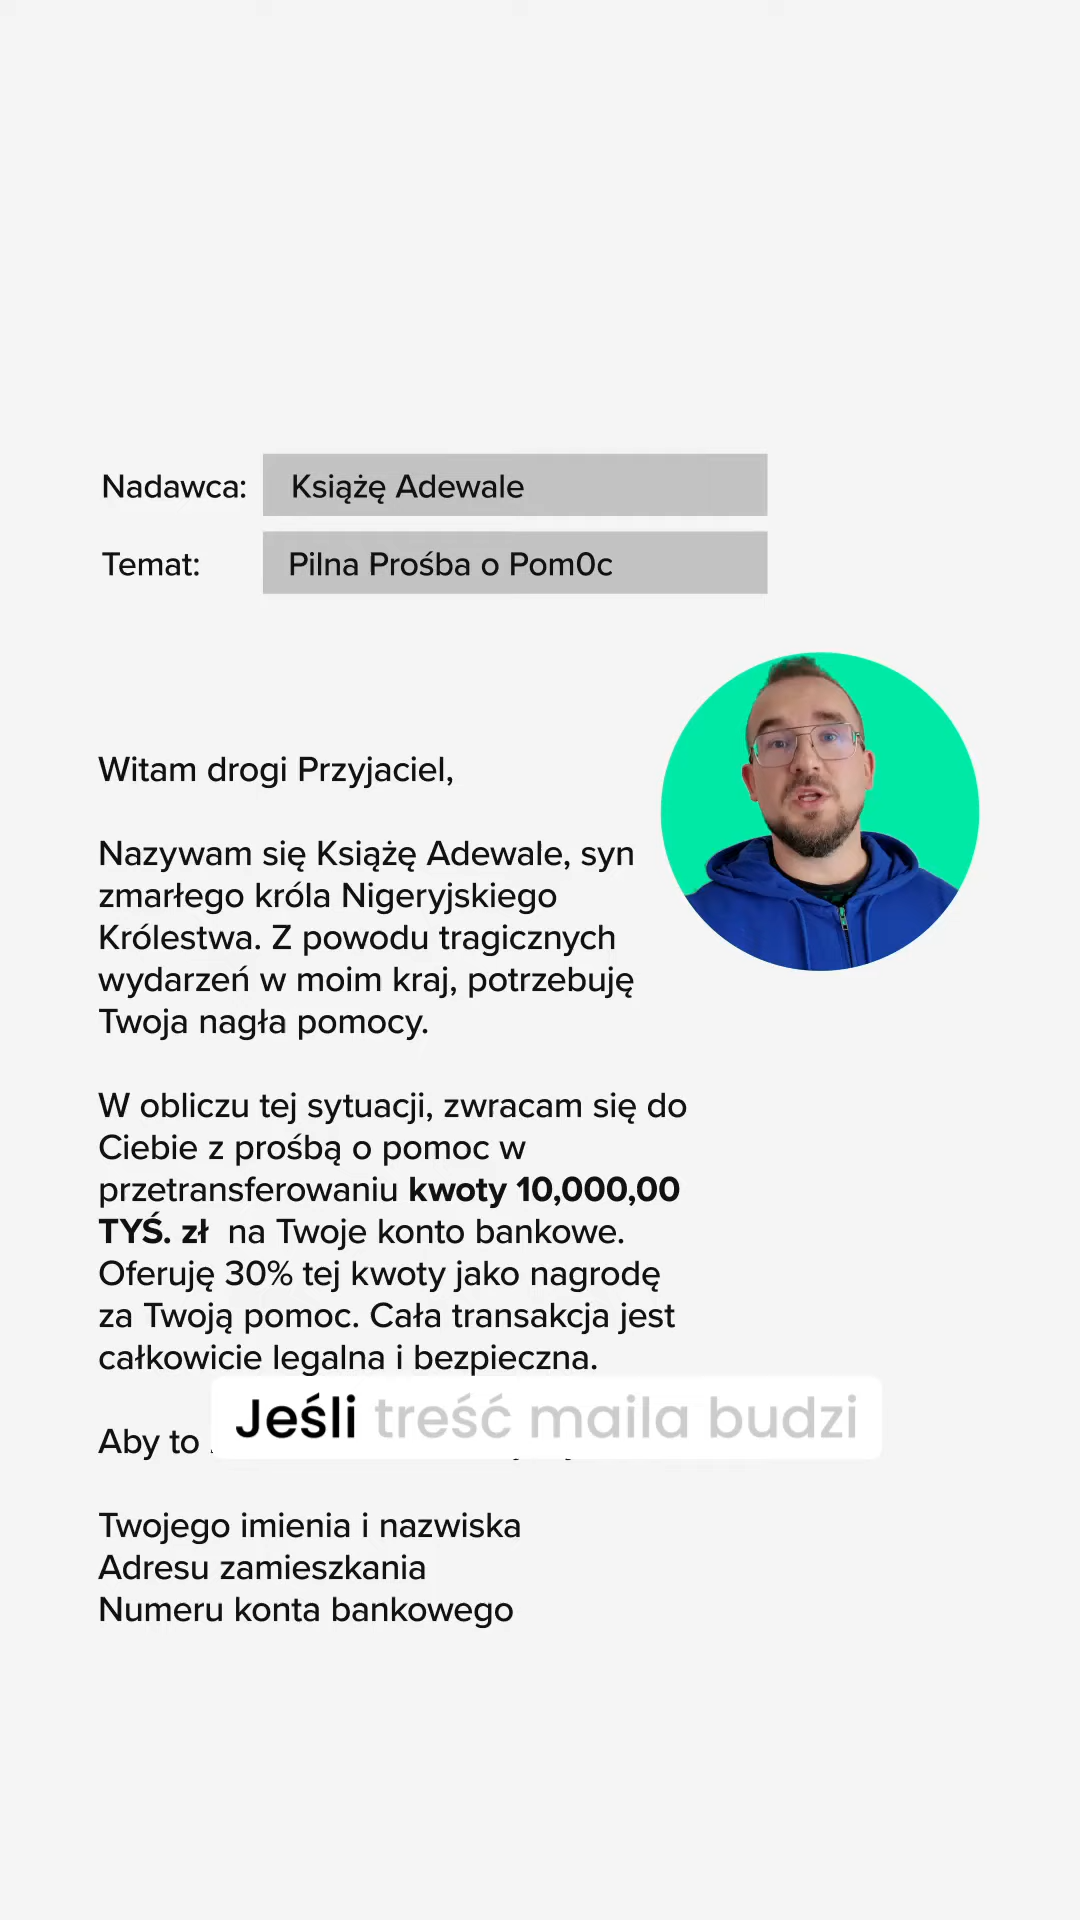 Nadawca: Książę Adewale
Temat: Pilna Prośba o Pom0c
Witam drogi Przyjaciel,
Nazywam się Książę Adewale, syn
zmarłego króla Nigeryjskiego
Królestwa. Z powodu tragicznych
wydarzeń w moim kraj, potrzebuję
Twoja nagła pomocy.
W obliczu tej sytuacji, zwracam się do
Ciebie z prośbą o pomoc w
przetransferowaniu kwoty 10,000,00
TYŚ. zł na Twoje konto bankowe.
Oferuję 30% tej kwoty jako nagrodę
za Twoją pomoc. Cała transakcja jest
całkowicie legalna i bezpieczna.
Jeśli treść maila budzi
Aby to
Twojego imienia i nazwiska
Adresu zamieszkania
Numeru konta bankowego